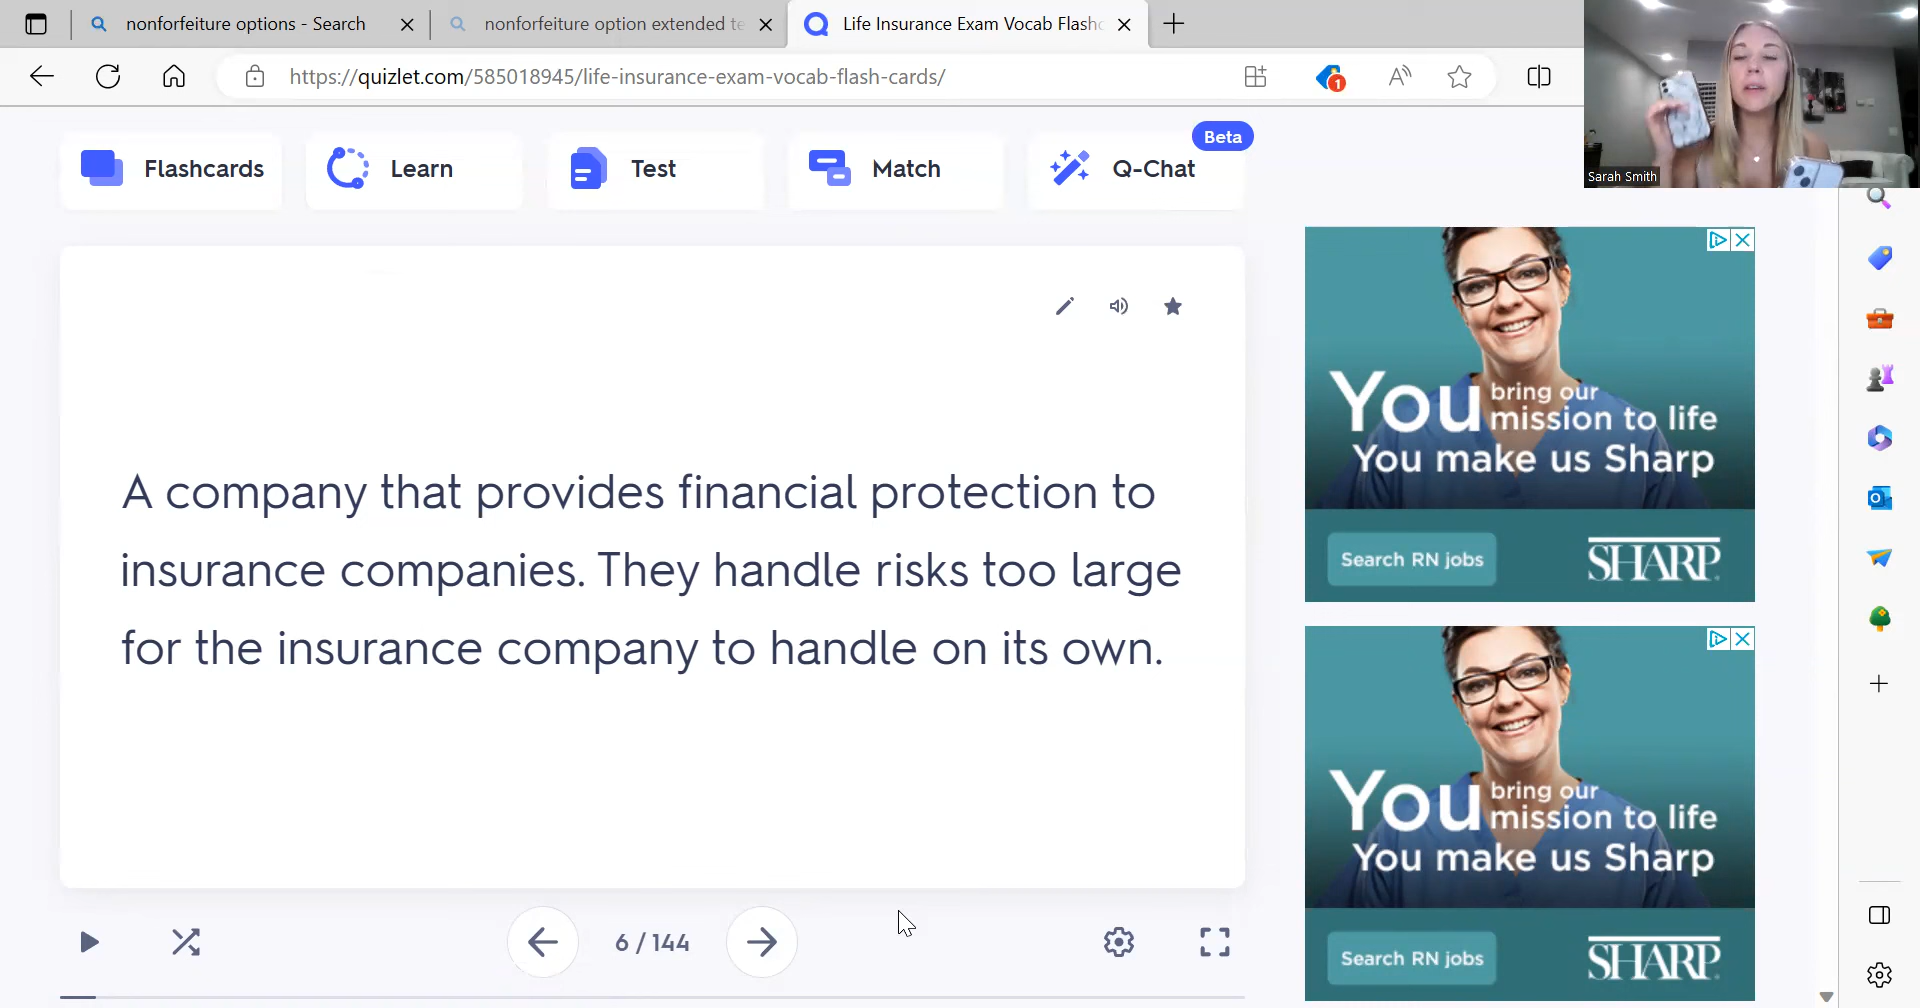 nonforfeiture options - Search
nonforfeiture option extended te
Life Insurance Exam Vocab Flashc
https://quizlet.com/585018945/life-insurance-exam-vocab-flash-cards/
1
Sarah Smith
Flashcards
Learn
Test
Match
Q-Chat
Beta
A company that provides financial protection to
insurance companies. They handle risks too large
for the insurance company to handle on its own.
6 / 144
You bring our
mission to life
You make us Sharp
Search RN jobs
SHARP
You bring our
mission to life
You make us Sharp
Search RN jobs
SHARP